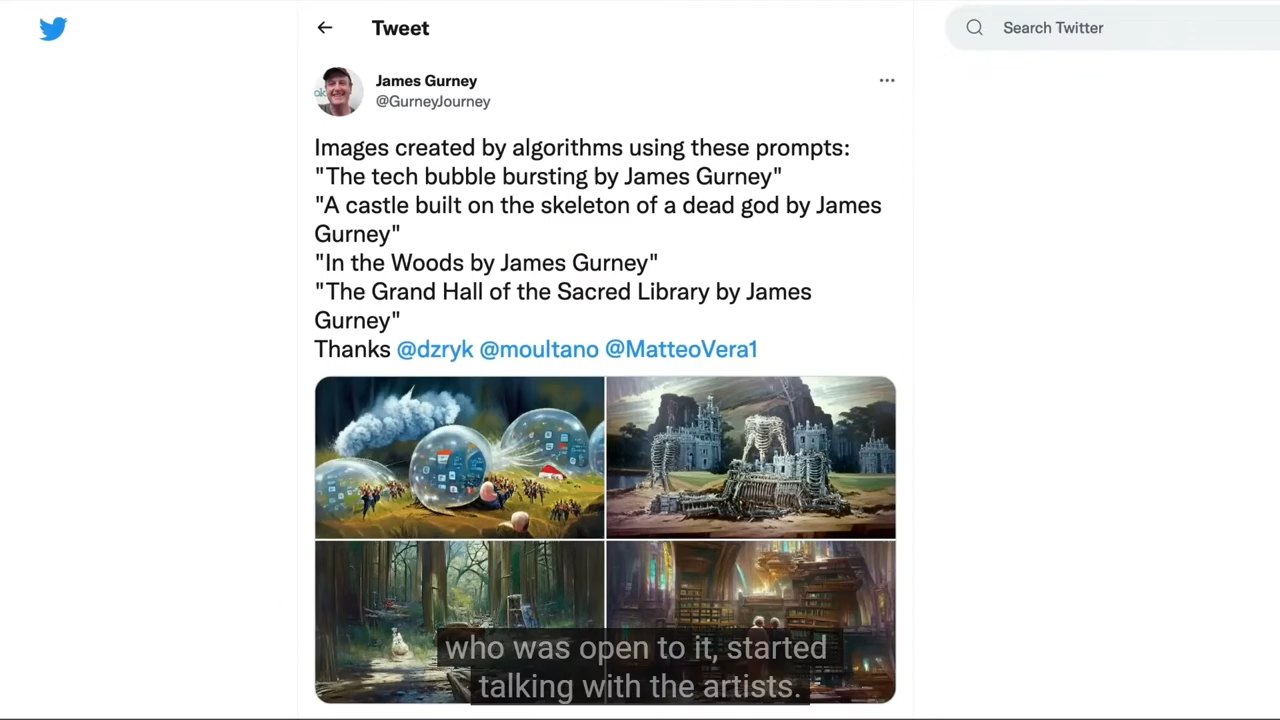 Tweet
Search Twitter
James Gurney
@GurneyJourney
Images created by algorithms using these prompts:
"The tech bubble bursting by James Gurney"
"A castle built on the skeleton of a dead god by James
Gurney"
"In the Woods by James Gurney"
"The Grand Hall of the Sacred Library by James
Gurney"
Thanks @dzryk @moultano @MatteoVera1
who was open to it, started
talking with the artists.